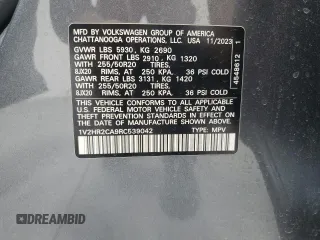 MFD BY VOLKSWAGEN GROUP OF AMERICA
CHATTANOOGA OPERATIONS, LLC. USA 11/2023
GVWR LBS 5930, KG 2690
GAWR FRONT LBS 2910, KG 1320
WITH 255/50R20 TIRES,
8JX20 RIMS, AT 250 KPA, 36 PSI COLD
GAWR REAR LBS 3131, KG 1420
WITH 255/50R20 TIRES,
8JX20 RIMS, AT 250 KPA, 36 PSI COLD
THIS VEHICLE CONFORMS TO ALL APPLICABLE
FEDERAL MOTOR VEHICLE SAFETY, BUMPER, AND
THEFT PREVENTION STANDARDS IN EFFECT ON
THE DATE OF MANUFACTURE SHOWN ABOVE.
1V2HR2CA9RC539042 TYPE: MPV
4848612 1
DREAMBID